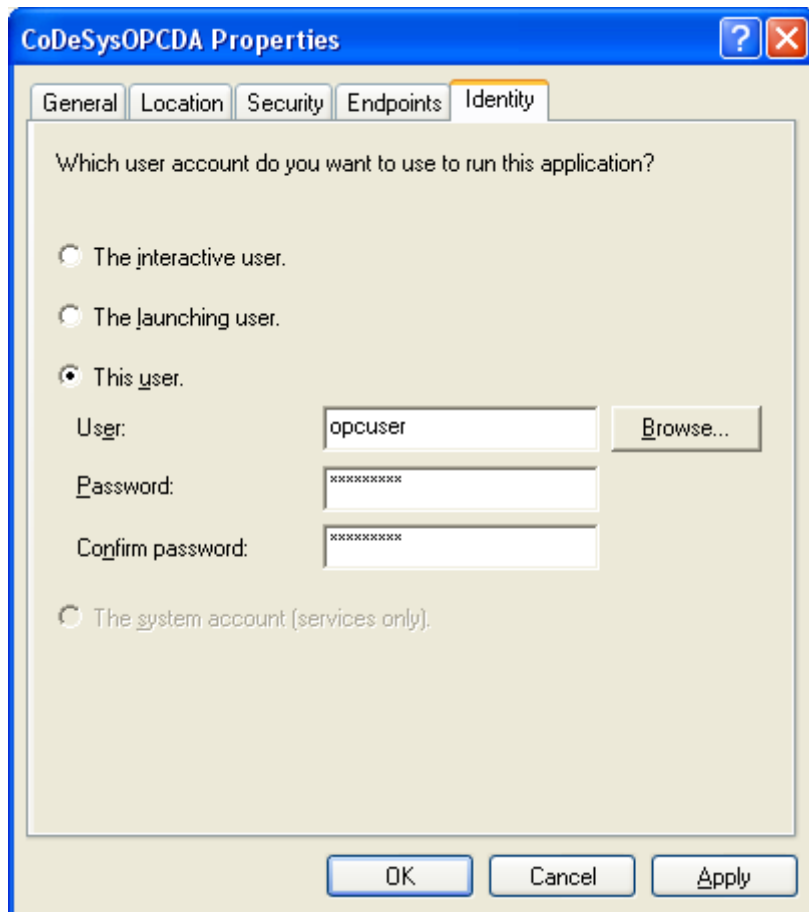 CoDeSysOPCDA Properties
General Location Security Endpoints Identity
Which user account do you want to use to run this application?
The interactive user.
The launching user.
This user.
User: opcuser Browse...
Password: *********
Confirm password: *********
The system account (services only).
OK Cancel Apply